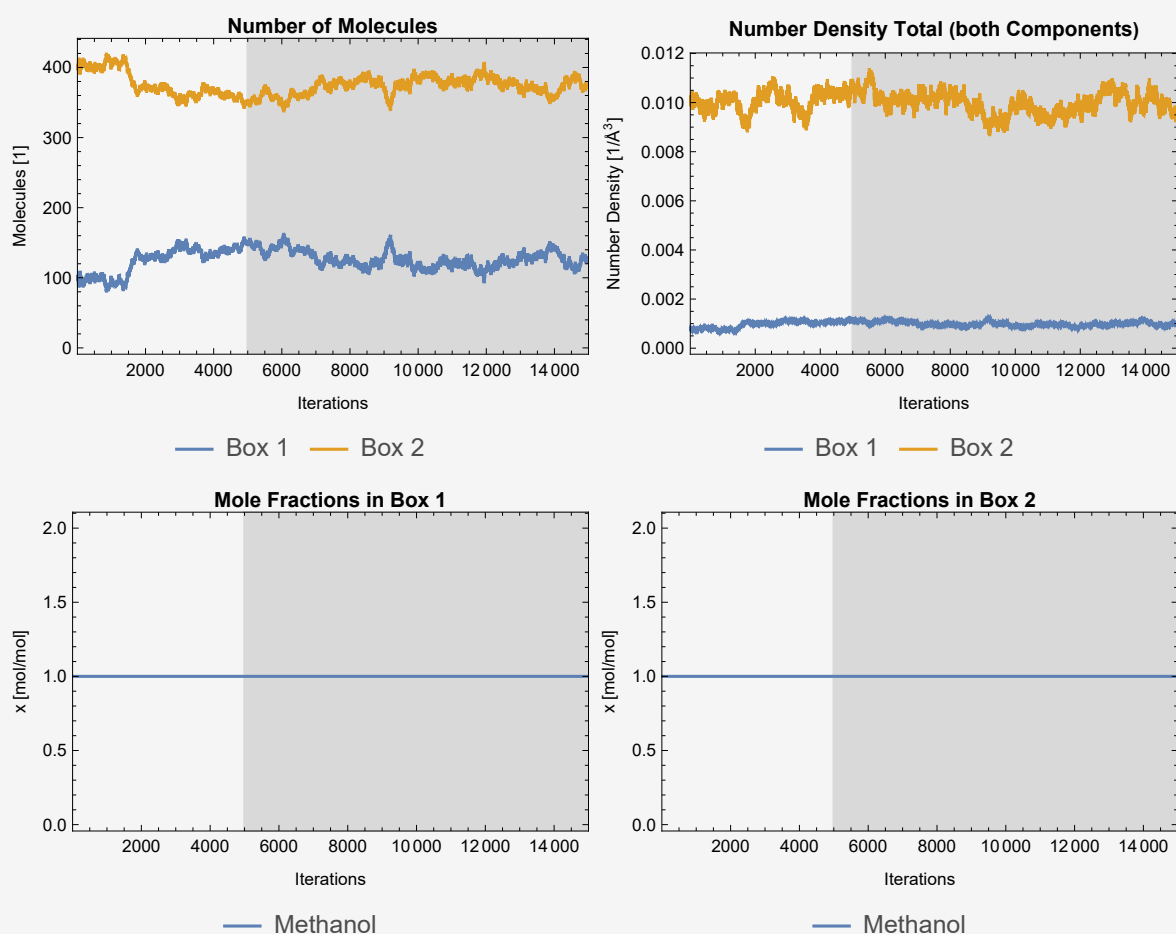 Number of Molecules
Molecules [1]
400
300
200
100
0
2000 4000 6000 8000 10 000 12 000 14 000
Iterations
Box 1 Box 2
Number Density Total (both Components)
Number Density [1/Å³]
0.012
0.010
0.008
0.006
0.004
0.002
0.000
2000 4000 6000 8000 10 000 12 000 14 000
Iterations
Box 1 Box 2
Mole Fractions in Box 1
x [mol/mol]
2.0
1.5
1.0
0.5
0.0
2000 4000 6000 8000 10 000 12 000 14 000
Iterations
Methanol
Mole Fractions in Box 2
x [mol/mol]
2.0
1.5
1.0
0.5
0.0
2000 4000 6000 8000 10 000 12 000 14 000
Iterations
Methanol